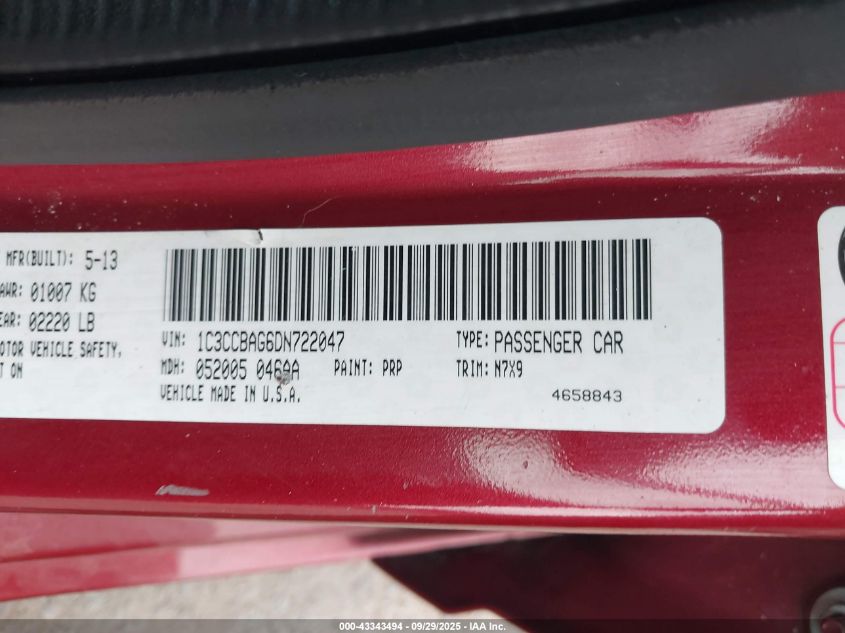 MFR(BUILT): 5-13
AWR: 01007 KG
EAR: 02220 LB
OTOR VEHICLE SAFETY,
T ON
VIN: 1C3CCBAG6DN722047 TYPE: PASSENGER CAR
MDH: 052005 046AA PAINT: PRP TRIM: N7X9
VEHICLE MADE IN U.S.A. 4658843
000-43343494 - 09/29/2025 - IAA Inc.